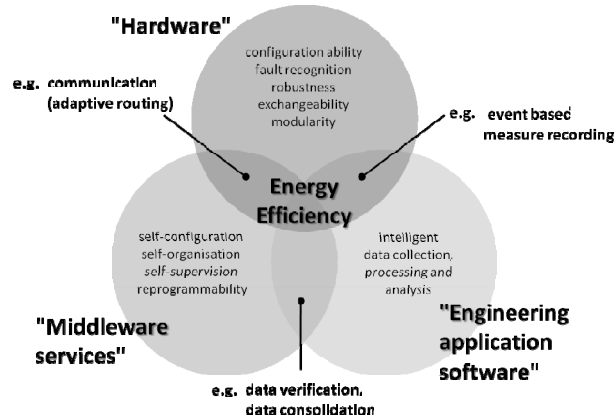 "Hardware"
configuration ability
fault recognition
robustness
exchangeability
modularity
e.g. communication
(adaptive routing)
e.g. event based
measure recording
Energy
Efficiency
self-configuration
self-organisation
self-supervision
reprogrammability
intelligent
data collection,
processing and
analysis
"Middleware
services"
"Engineering
application
software"
e.g. data verification,
data consolidation